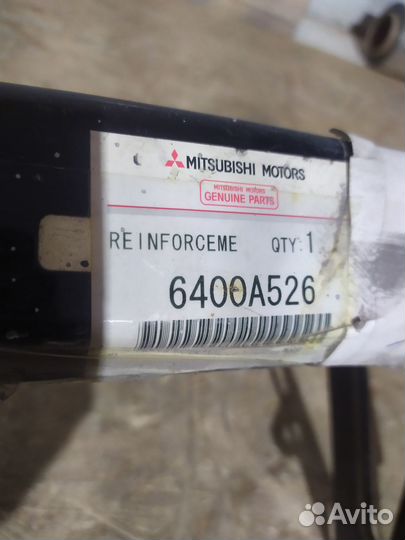 MITSUBISHI MOTORS
MITSUBISHI MOTORS
GENUINE PARTS
REINFORCEME QTY:1
6400A526
Avito